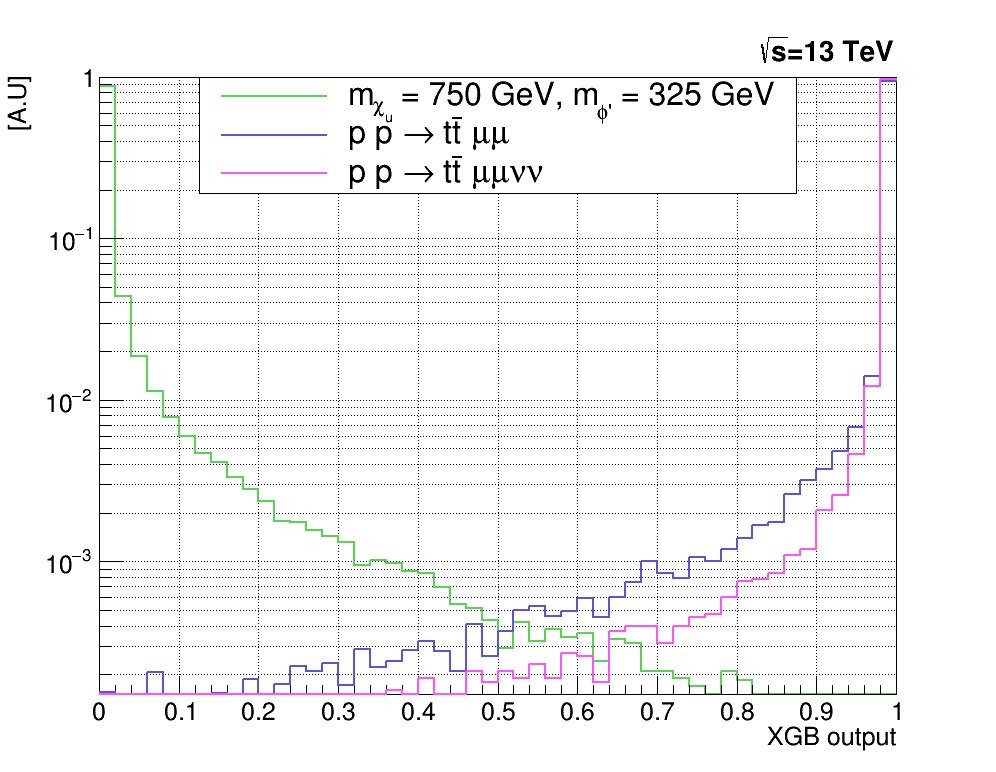 √s=13 TeV
[A.U]
m_χ_u = 750 GeV, m_ϕ' = 325 GeV
p p → tt̄ μμ
p p → tt̄ μμνν
1
10⁻¹
10⁻²
10⁻³
0 0.1 0.2 0.3 0.4 0.5 0.6 0.7 0.8 0.9 1
XGB output